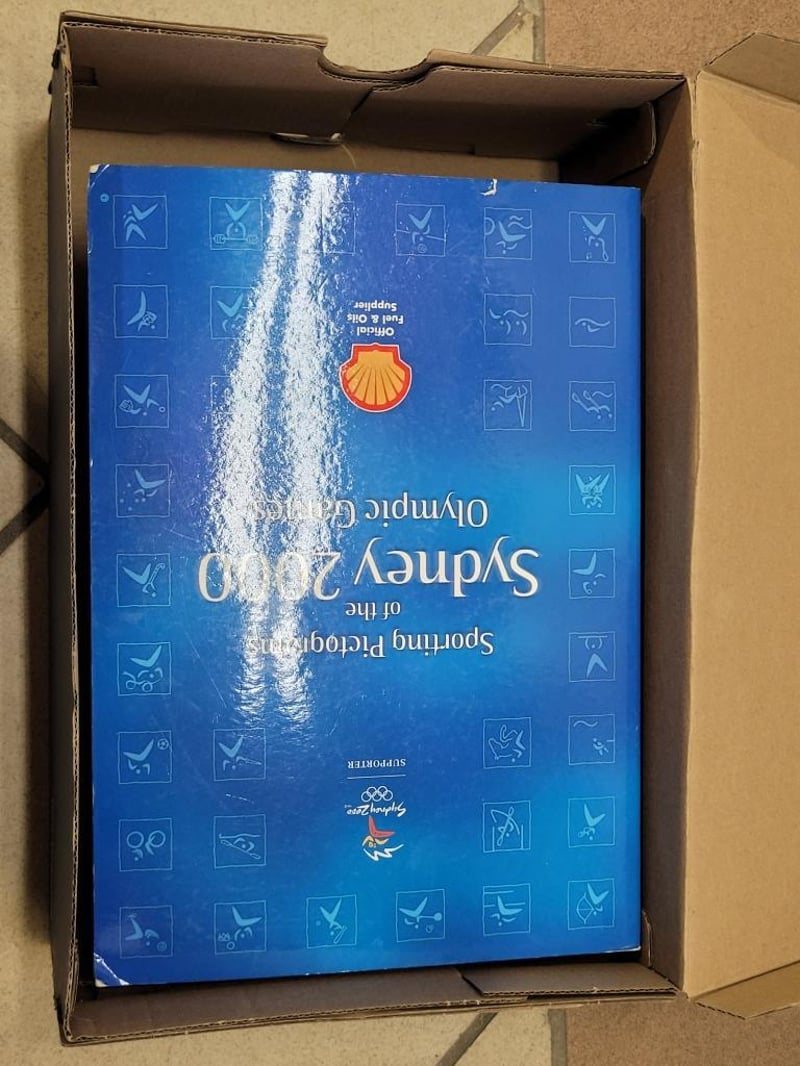 Sydney 2000
SUPPORTER
Sporting Pictograms
of the
Sydney 2000
Olympic Games
Official
Fuel & Oils
Supplier